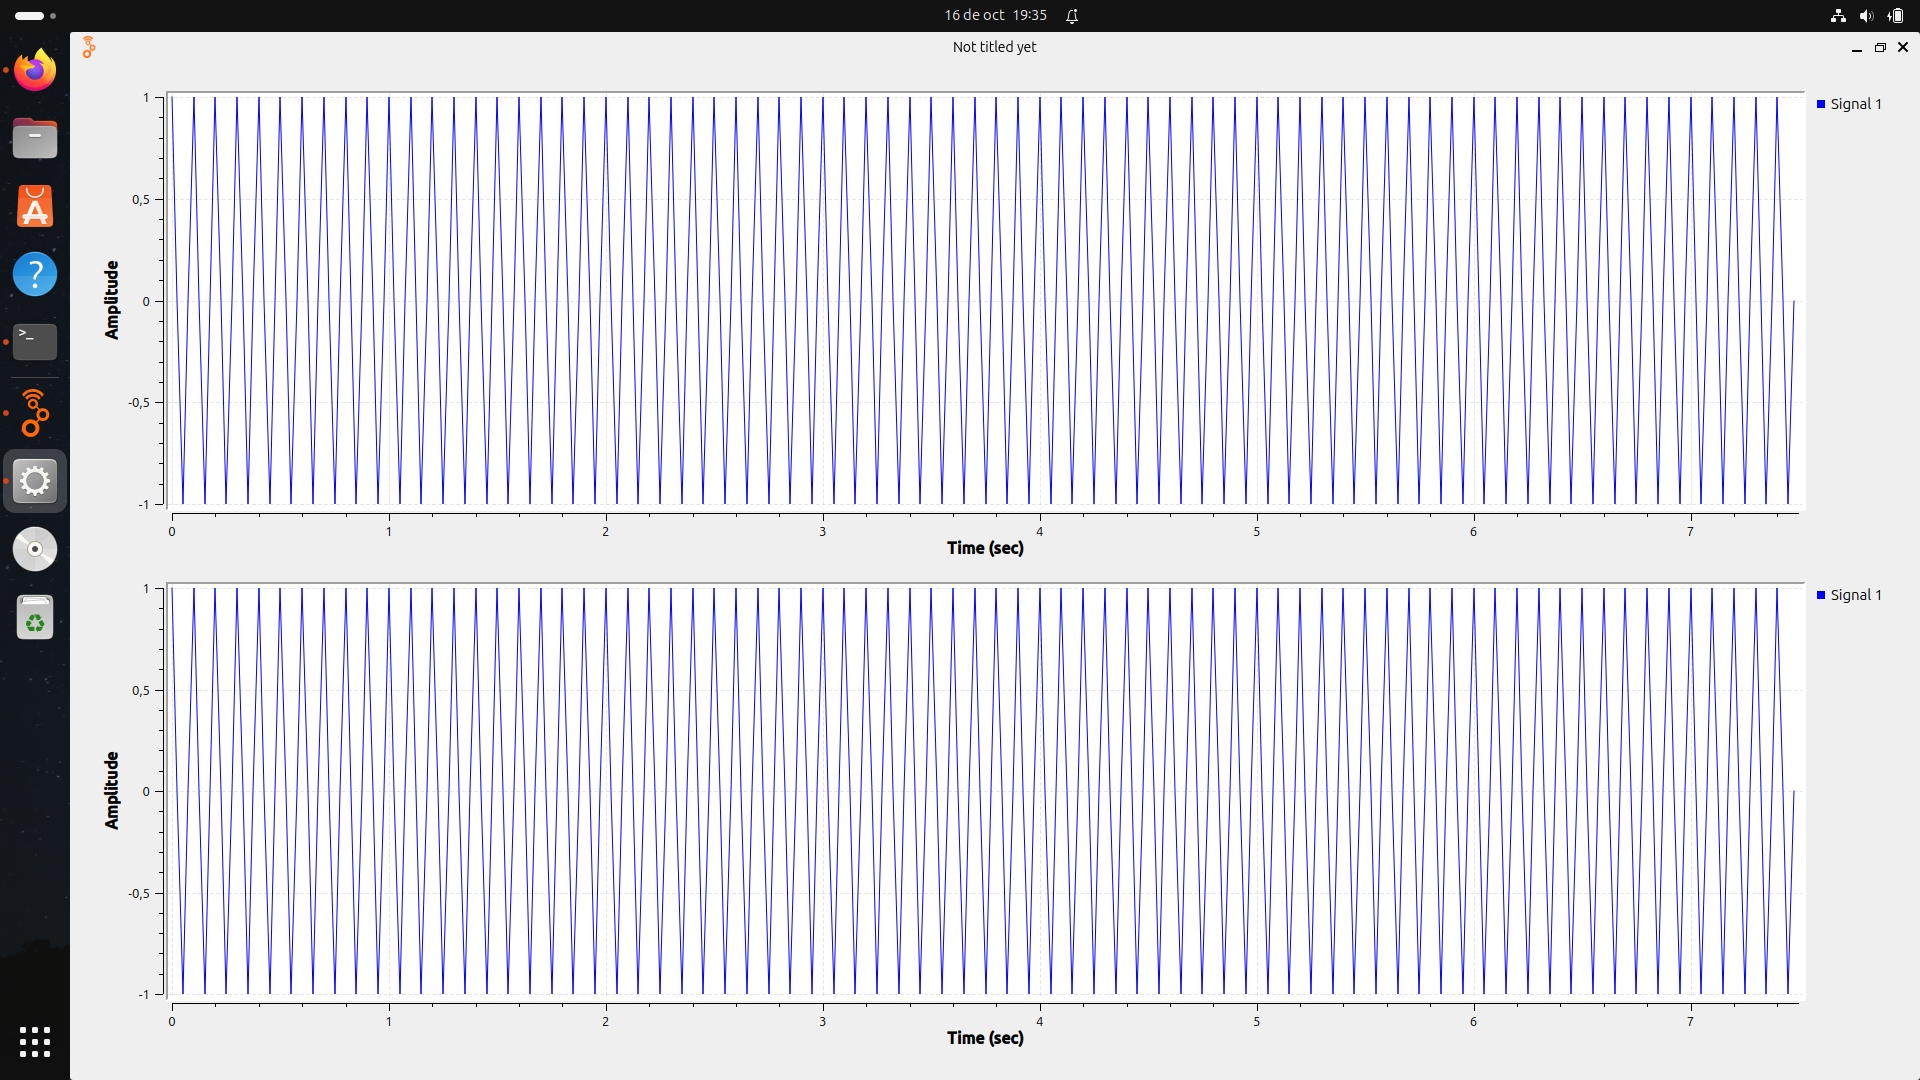 16 de oct 19:35
Not titled yet
1
0,5
0
-0,5
-1
Amplitude
0 1 2 3 4 5 6 7
Time (sec)
Signal 1
1
0,5
0
-0,5
-1
Amplitude
0 1 2 3 4 5 6 7
Time (sec)
Signal 1
>_
?
A